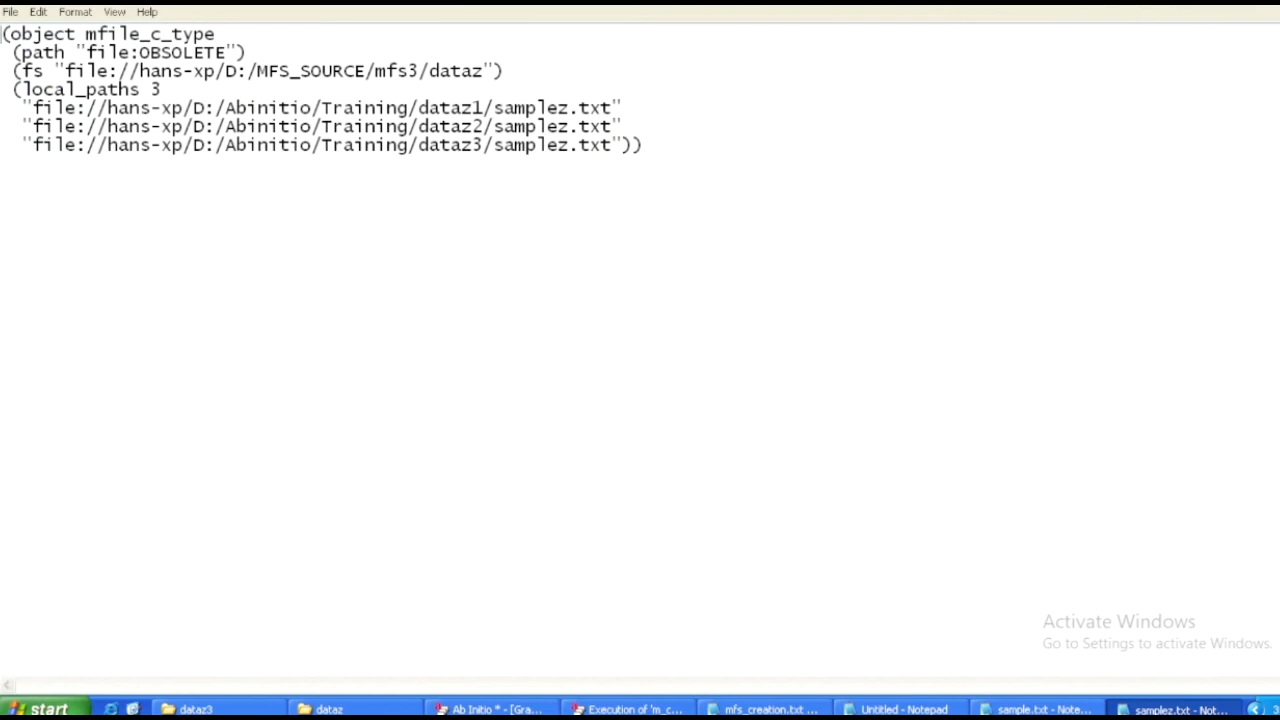 File Edit Format View Help
(object mfile_c_type
(path "file:OBSOLETE")
(fs "file://hans-xp/D:/MFS_SOURCE/mfs3/dataz")
(local_paths 3
"file://hans-xp/D:/Abinitio/Training/dataz1/samplez.txt"
"file://hans-xp/D:/Abinitio/Training/dataz2/samplez.txt"
"file://hans-xp/D:/Abinitio/Training/dataz3/samplez.txt"))
Activate Windows
Go to Settings to activate Windows.
start dataz3 dataz Ab Initio * - [Gra... Execution of 'm_c... mfs_creation.txt ... Untitled - Notepad sample.txt - Note... samplez.txt - Not... 3